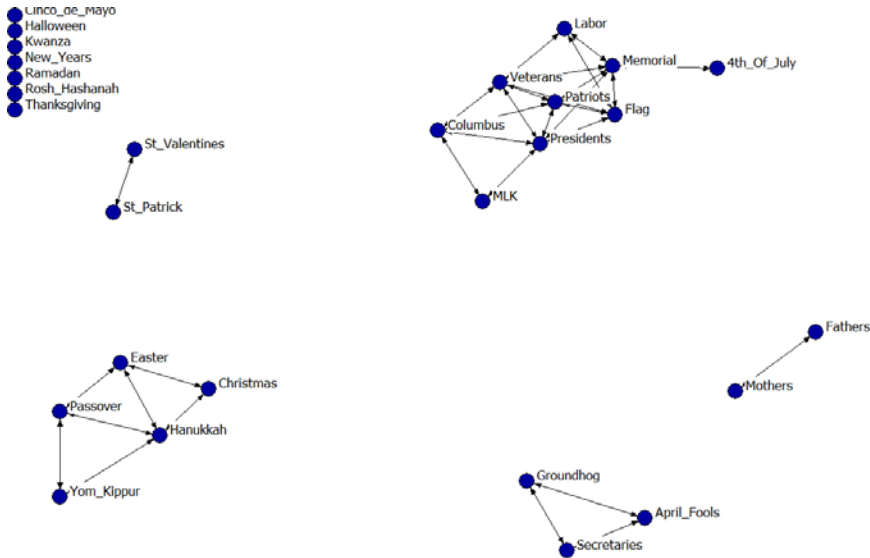 Cinco_de_Mayo
Halloween
Kwanza
New_Years
Ramadan
Rosh_Hashanah
Thanksgiving
Labor
Memorial
4th_Of_July
Veterans
Patriots
Flag
Columbus
Presidents
MLK
St_Valentines
St_Patrick
Fathers
Mothers
Easter
Christmas
Passover
Hanukkah
Yom_Kippur
Groundhog
April_Fools
Secretaries